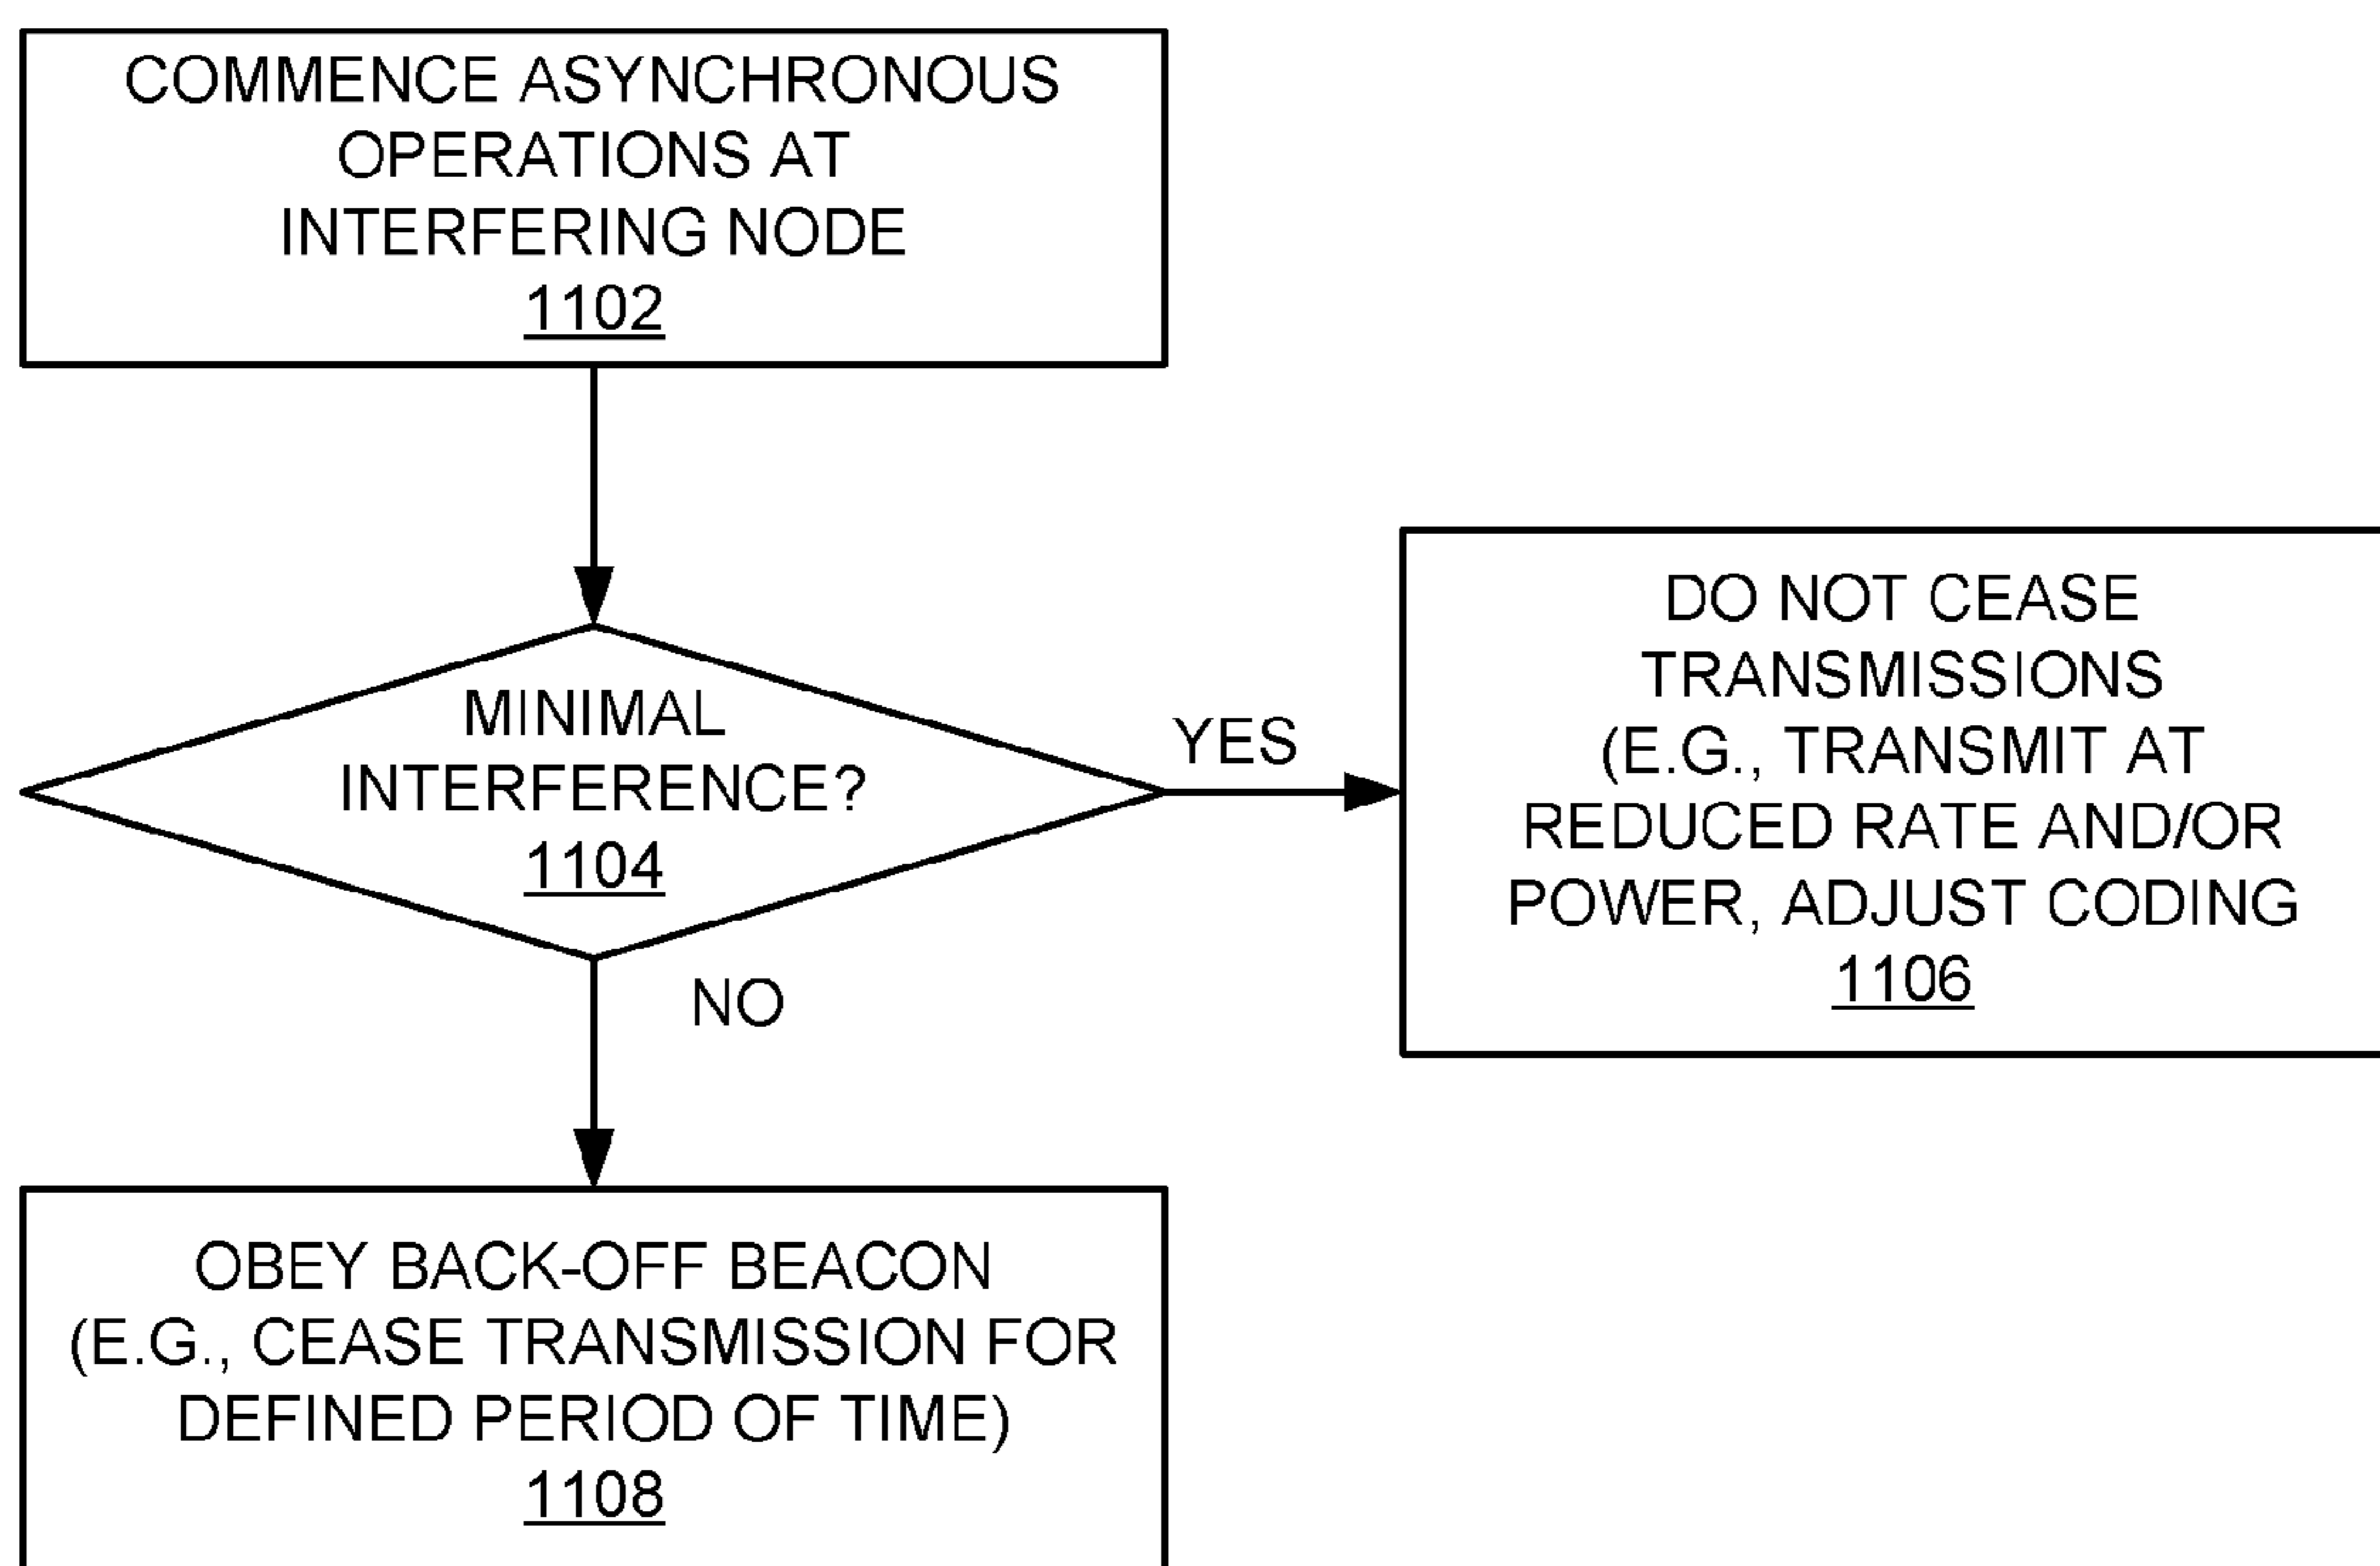 COMMENCE ASYNCHRONOUS
OPERATIONS AT
INTERFERING NODE
1102
MINIMAL
INTERFERENCE?
1104
YES
DO NOT CEASE
TRANSMISSIONS
(E.G., TRANSMIT AT
REDUCED RATE AND/OR
POWER, ADJUST CODING
1106
NO
OBEY BACK-OFF BEACON
(E.G., CEASE TRANSMISSION FOR
DEFINED PERIOD OF TIME)
1108